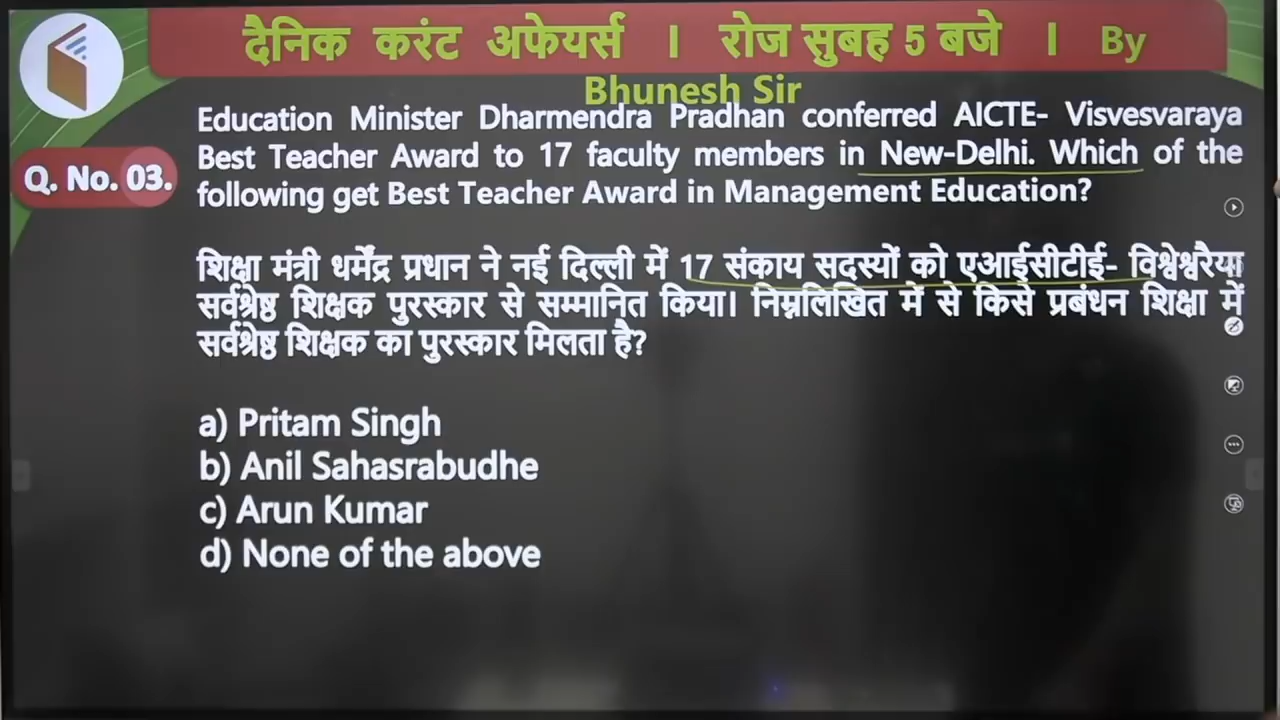 दैनिक करंट अफेयर्स । रोज सुबह 5 बजे । By
Bhunesh Sir
Education Minister Dharmendra Pradhan conferred AICTE- Visvesvaraya
Best Teacher Award to 17 faculty members in New-Delhi. Which of the
Q. No. 03.
following get Best Teacher Award in Management Education?
शिक्षा मंत्री धर्मेंद्र प्रधान ने नई दिल्ली में 17 संकाय सदस्यों को एआईसीटीई- विश्वेश्वरैया
सर्वश्रेष्ठ शिक्षक पुरस्कार से सम्मानित किया। निम्नलिखित में से किसे प्रबंधन शिक्षा में
सर्वश्रेष्ठ शिक्षक का पुरस्कार मिलता है?
a) Pritam Singh
b) Anil Sahasrabudhe
c) Arun Kumar
d) None of the above